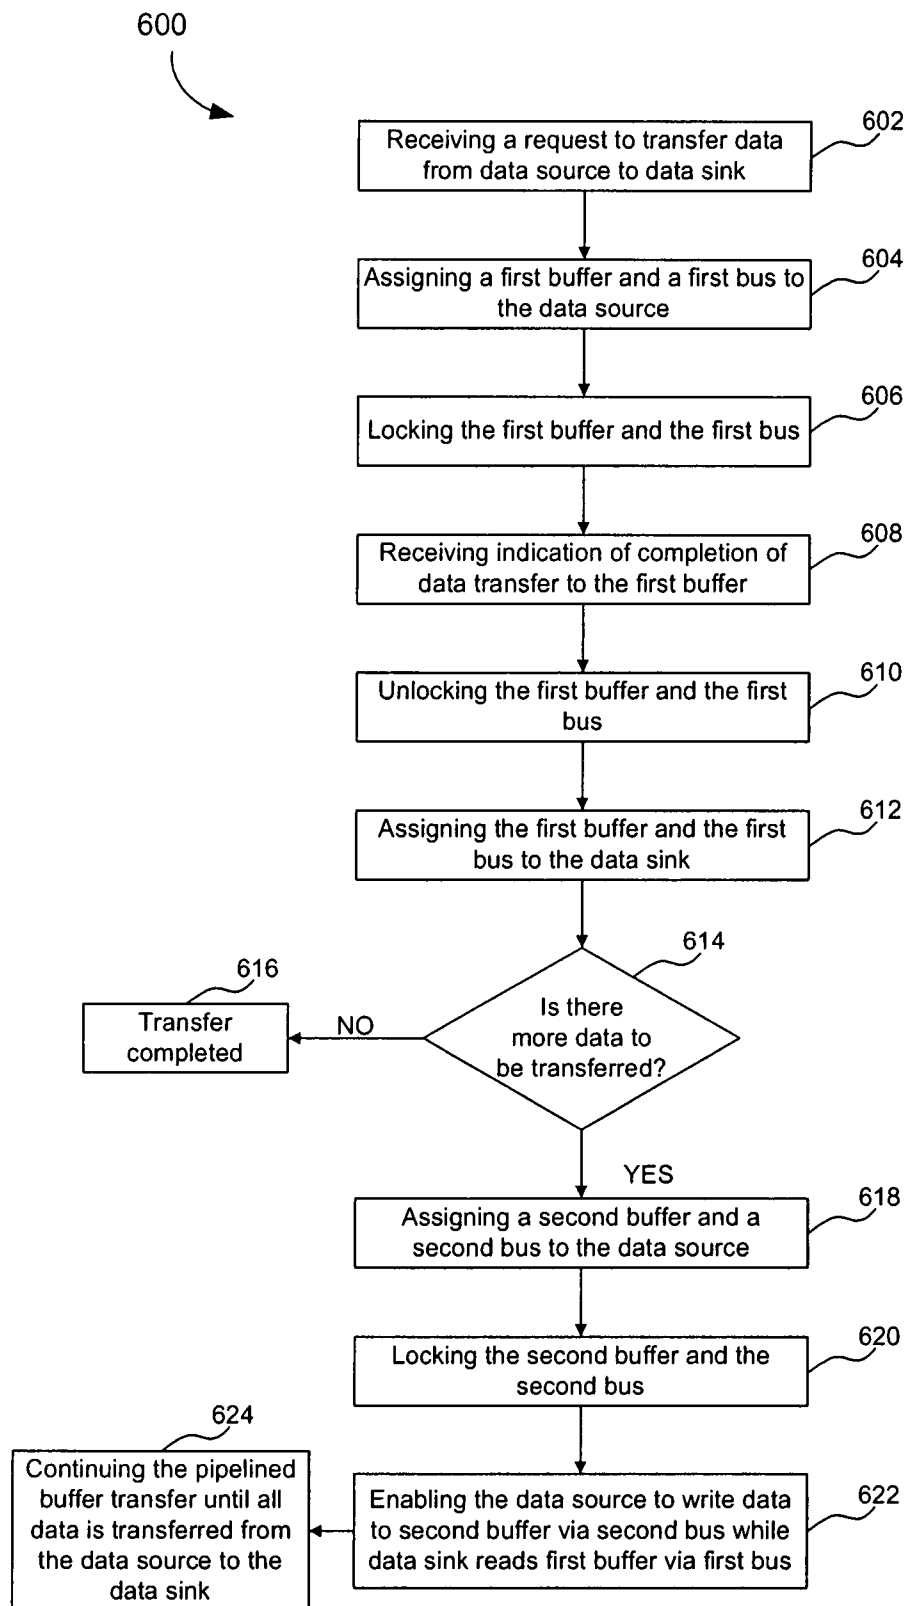 600
602
Receiving a request to transfer data
from data source to data sink
604
Assigning a first buffer and a first bus to
the data source
606
Locking the first buffer and the first bus
608
Receiving indication of completion of
data transfer to the first buffer
610
Unlocking the first buffer and the first
bus
612
Assigning the first buffer and the first
bus to the data sink
614
Is there
more data to
be transferred?
NO
616
Transfer
completed
YES
618
Assigning a second buffer and a
second bus to the data source
620
Locking the second buffer and the
second bus
622
Enabling the data source to write data
to second buffer via second bus while
data sink reads first buffer via first bus
624
Continuing the pipelined
buffer transfer until all
data is transferred from
the data source to the
data sink